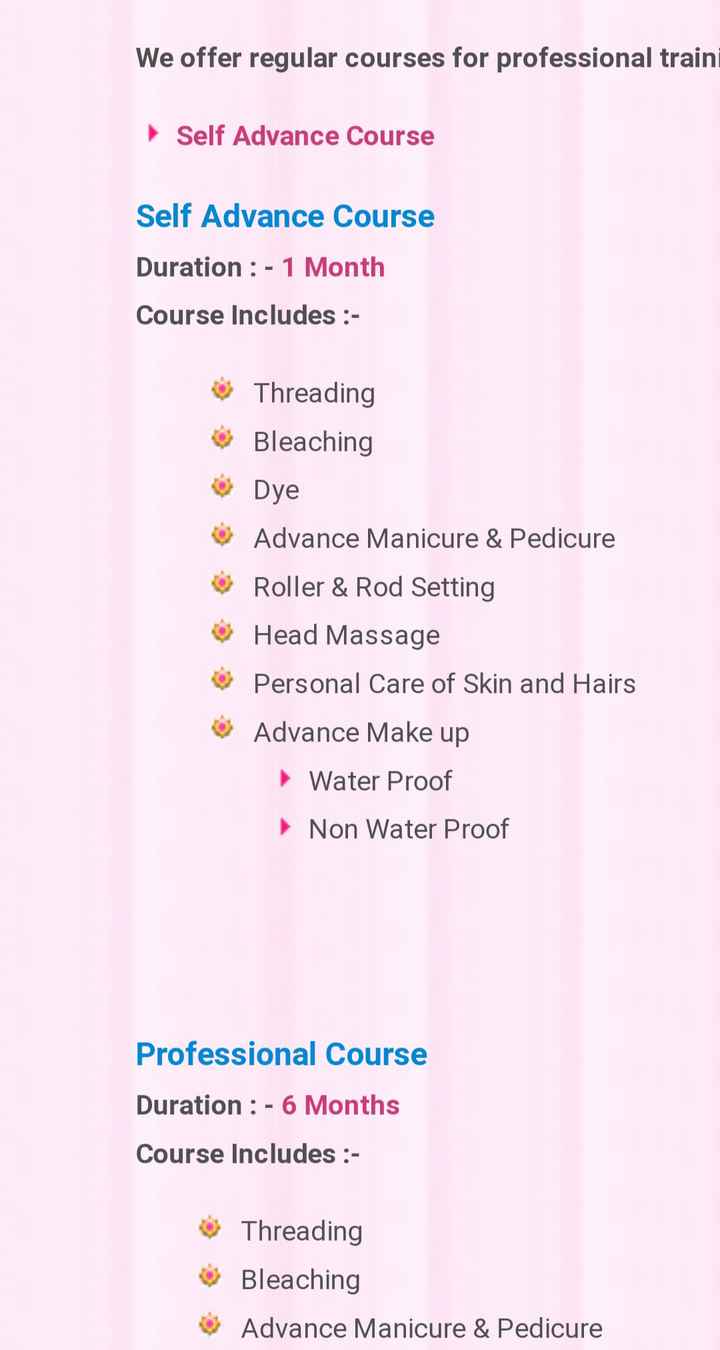 We offer regular courses for professional
Self Advance Course
Self Advance Course
Duration : - 1 Month
Course Includes :-
Threading
Bleaching
Dye
Advance Manicure & Pedicure
Roller & Rod Setting
Head Massage
Personal Care of Skin and Hairs
Advance Make up
Water Proof
Non Water Proof
Professional Course
Duration : - 6 Months
Course Includes :-
Threading
Bleaching
Advance Manicure & Pedicure